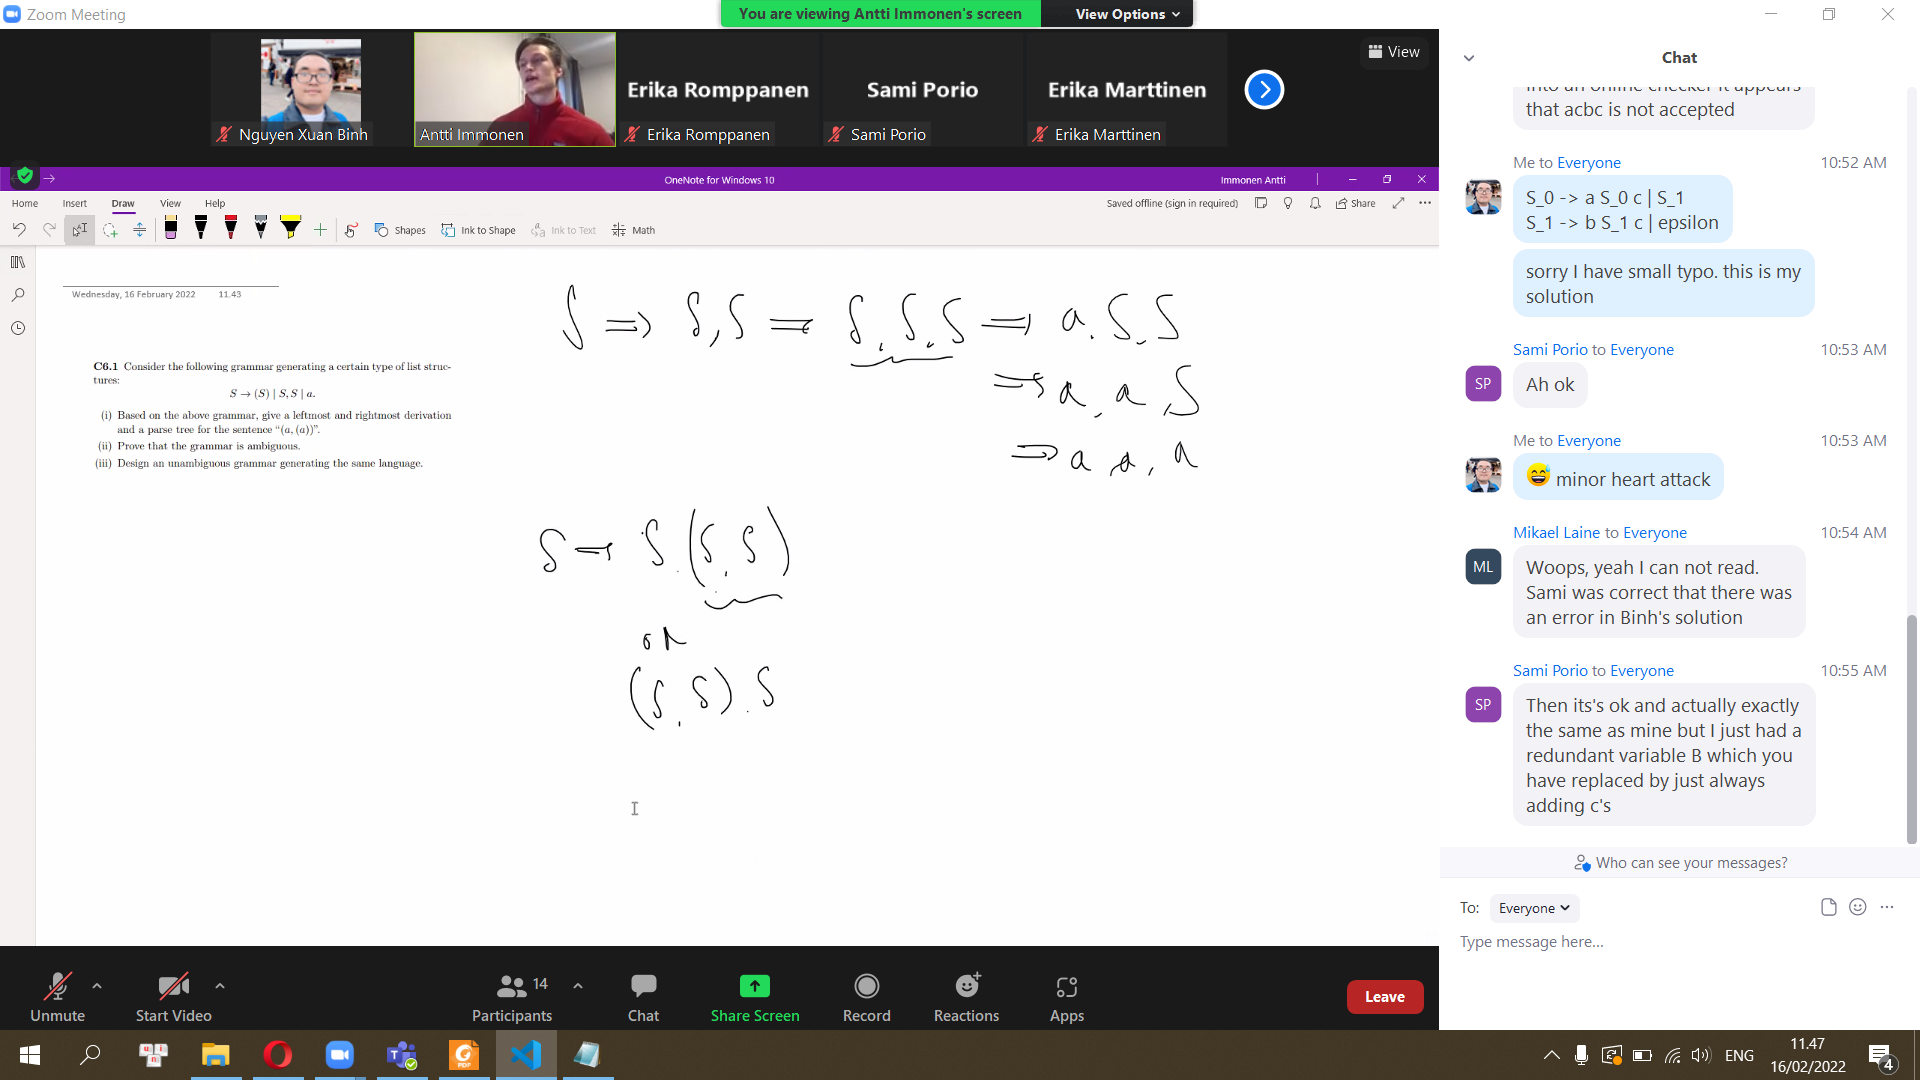 Zoom Meeting
You are viewing Antti Immonen's screen
View Options
View
Erika Romppanen
Sami Porio
Erika Marttinen
Nguyen Xuan Binh
Antti Immonen
Erika Romppanen
Sami Porio
Erika Marttinen
OneNote for Windows 10
Immonen Antti
Home Insert Draw View Help
Saved offline (sign in required)
Share
Shapes
Ink to Shape
Ink to Text
Math
Wednesday, 16 February 2022 11.43
C6.1 Consider the following grammar generating a certain type of list struc-
tures:
S → (S) | S, S | a.
(i) Based on the above grammar, give a leftmost and rightmost derivation
and a parse tree for the sentence "(a, (a))".
(ii) Prove that the grammar is ambiguous.
(iii) Design an unambiguous grammar generating the same language.
S ⇒ S, S ⇒ S, S, S ⇒ a, S, S
⇒ a, a, S
⇒ a, a, a
S ⇒ S, (S, S)
or
(S, S), S
Chat
that acbc is not accepted
Me to Everyone 10:52 AM
S_0 -> a S_0 c | S_1
S_1 -> b S_1 c | epsilon
sorry I have small typo. this is my
solution
Sami Porio to Everyone 10:53 AM
SP
Ah ok
Me to Everyone 10:53 AM
😅 minor heart attack
Mikael Laine to Everyone 10:54 AM
ML
Woops, yeah I can not read.
Sami was correct that there was
an error in Binh's solution
Sami Porio to Everyone 10:55 AM
SP
Then its's ok and actually exactly
the same as mine but I just had a
redundant variable B which you
have replaced by just always
adding c's
Who can see your messages?
To: Everyone
Type message here...
Unmute
Start Video
14
Participants
Chat
Share Screen
Record
Reactions
Apps
Leave
ENG
11.47
16/02/2022
4